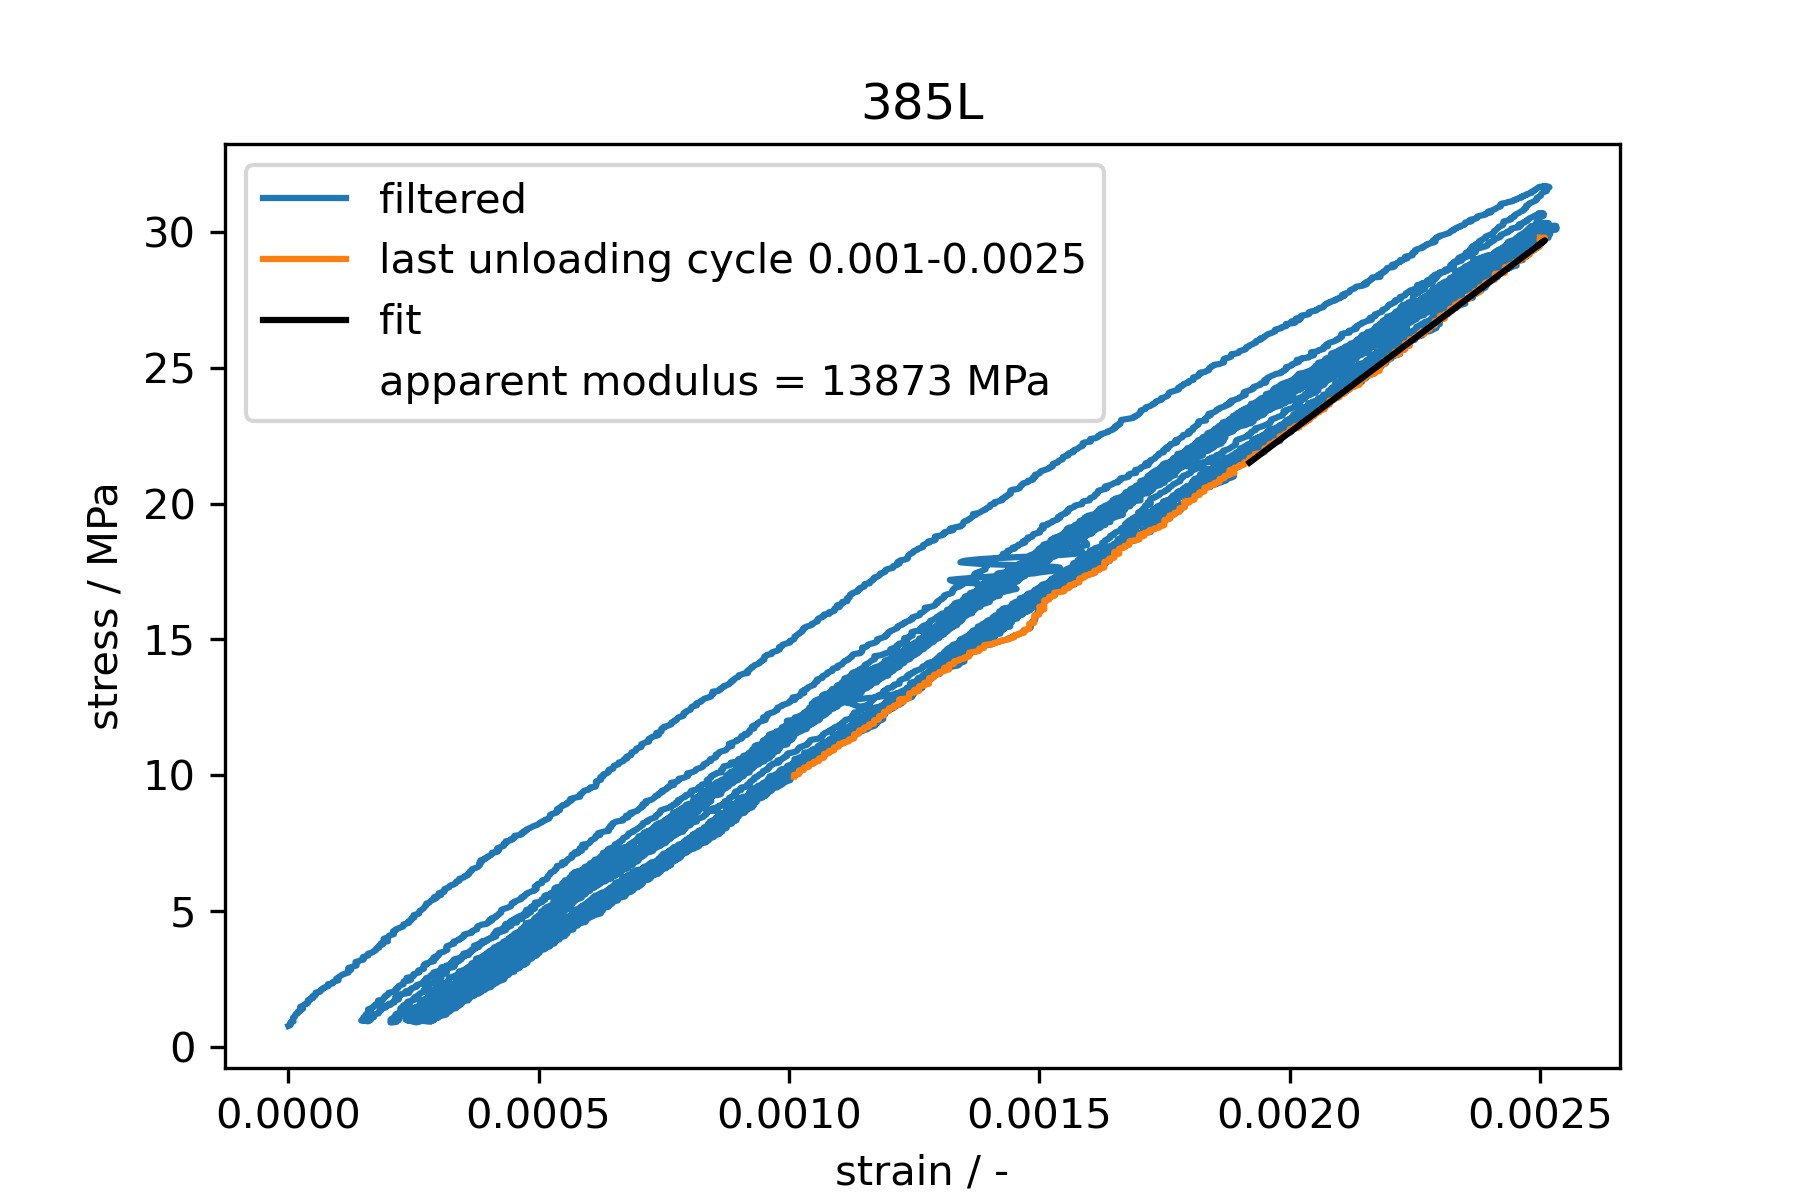 385L
filtered
last unloading cycle 0.001-0.0025
fit
apparent modulus = 13873 MPa
stress / MPa
30
25
20
15
10
5
0
0.0000 0.0005 0.0010 0.0015 0.0020 0.0025
strain / -